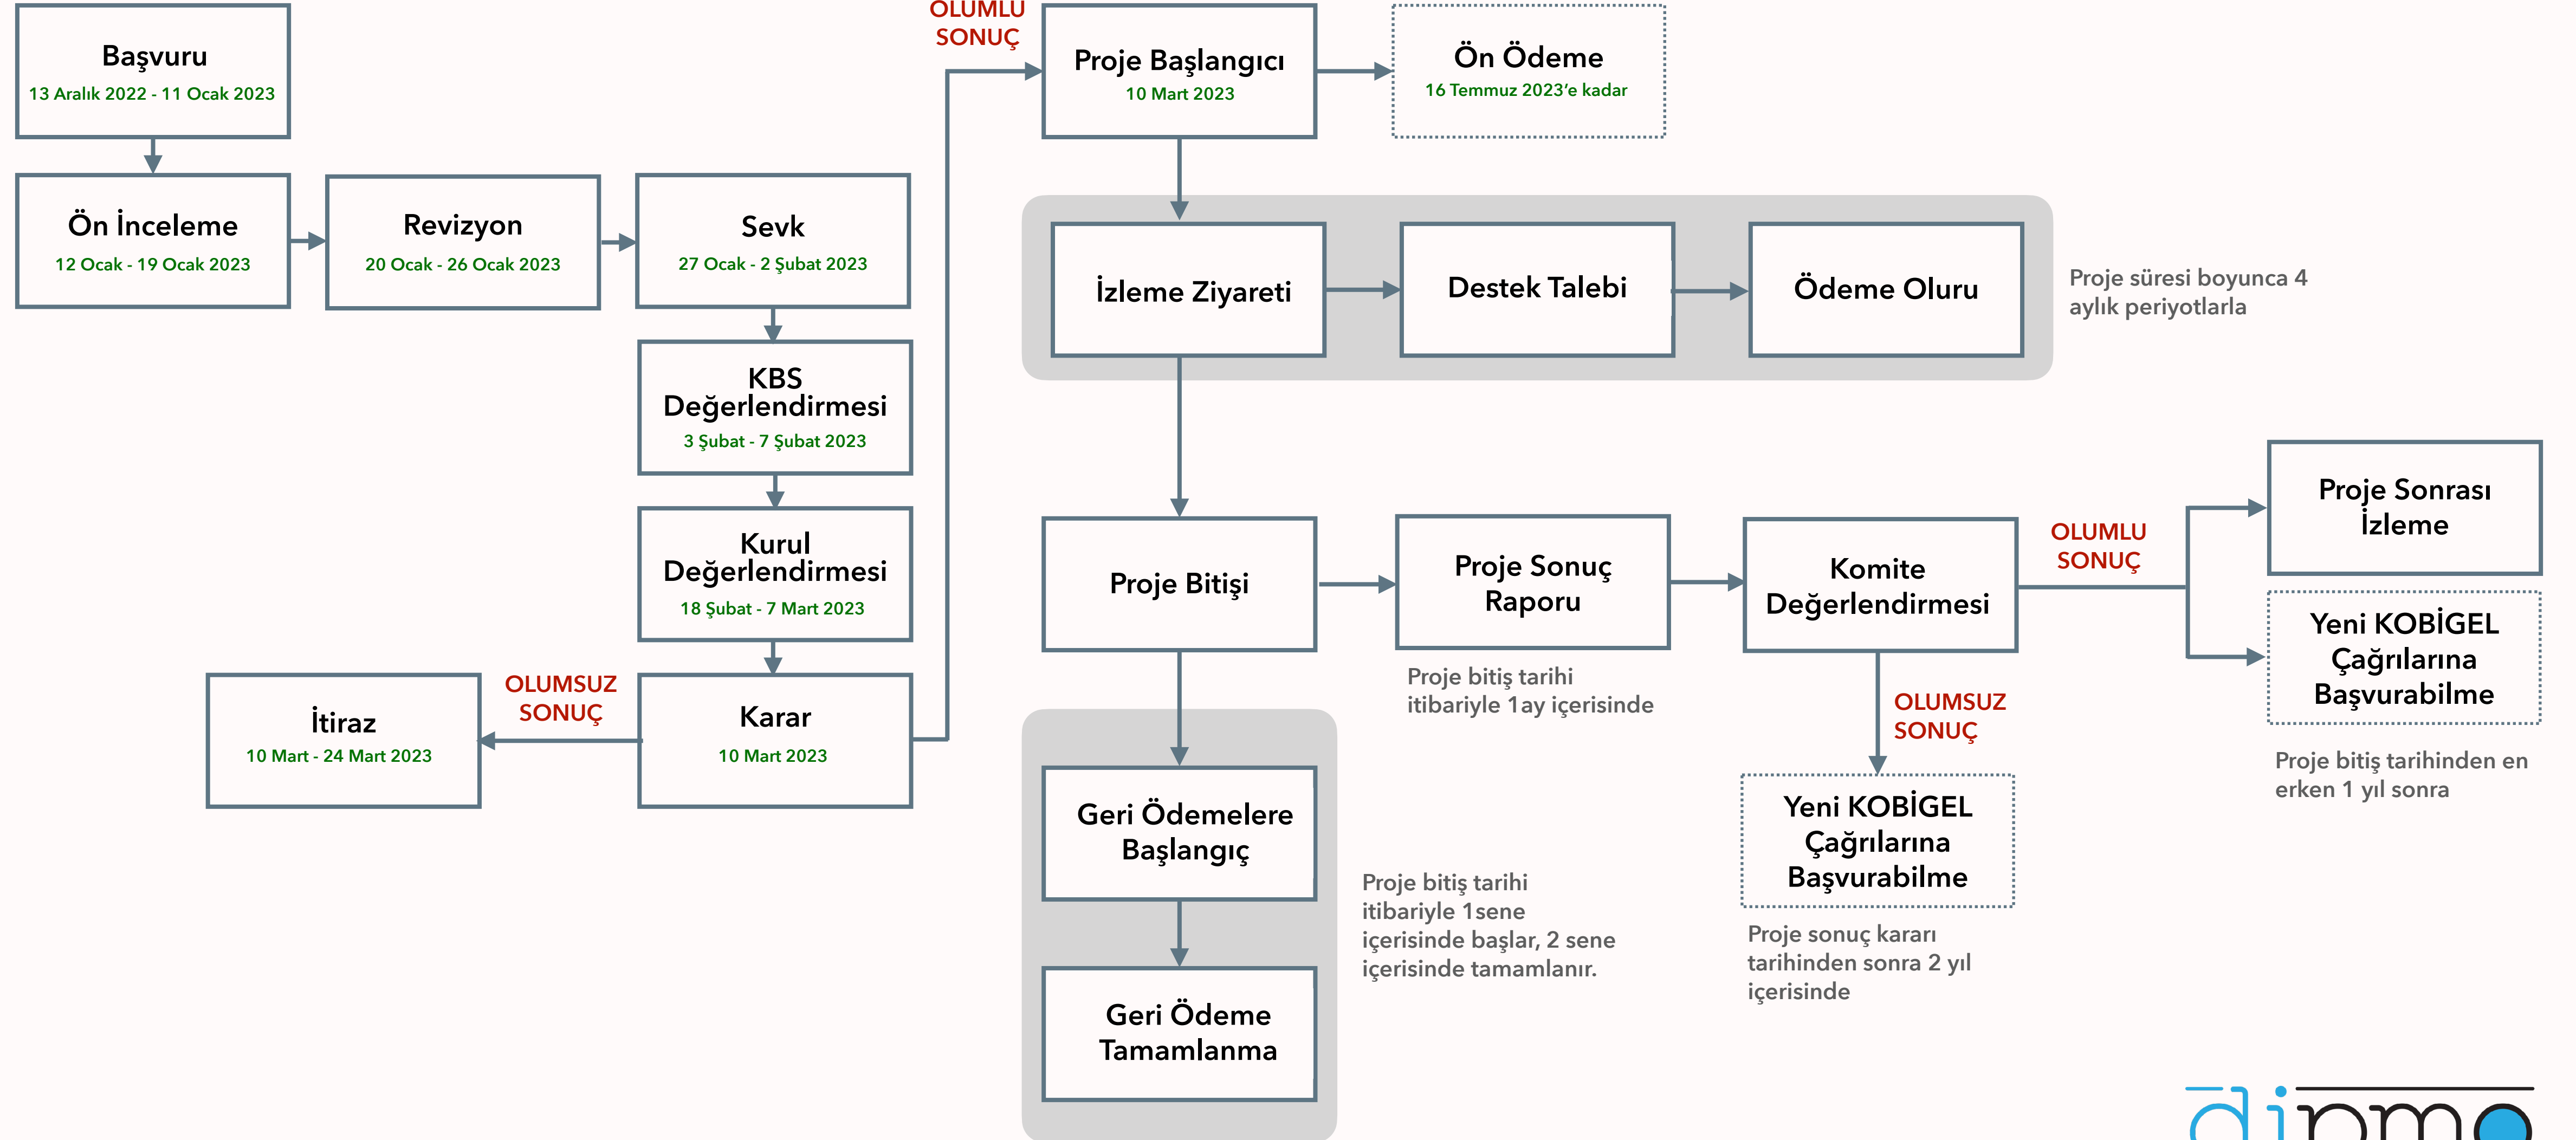 Başvuru
13 Aralık 2022 - 11 Ocak 2023
Ön İnceleme
12 Ocak - 19 Ocak 2023
Revizyon
20 Ocak - 26 Ocak 2023
Sevk
27 Ocak - 2 Şubat 2023
KBS
Değerlendirmesi
3 Şubat - 7 Şubat 2023
Kurul
Değerlendirmesi
18 Şubat - 7 Mart 2023
Karar
10 Mart 2023
OLUMSUZ
SONUÇ
İtiraz
10 Mart - 24 Mart 2023
OLUMLU
SONUÇ
Proje Başlangıcı
10 Mart 2023
Ön Ödeme
16 Temmuz 2023’e kadar
İzleme Ziyareti
Destek Talebi
Ödeme Oluru
Proje süresi boyunca 4
aylık periyotlarla
Proje Bitişi
Proje Sonuç
Raporu
Proje bitiş tarihi
itibariyle 1ay içerisinde
Komite
Değerlendirmesi
OLUMLU
SONUÇ
Proje Sonrası
İzleme
Yeni KOBİGEL
Çağrılarına
Başvurabilme
Proje bitiş tarihinden en
erken 1 yıl sonra
OLUMSUZ
SONUÇ
Yeni KOBİGEL
Çağrılarına
Başvurabilme
Proje sonuç kararı
tarihinden sonra 2 yıl
içerisinde
Geri Ödemelere
Başlangıç
Geri Ödeme
Tamamlanma
Proje bitiş tarihi
itibariyle 1sene
içerisinde başlar, 2 sene
içerisinde tamamlanır.
dipmo